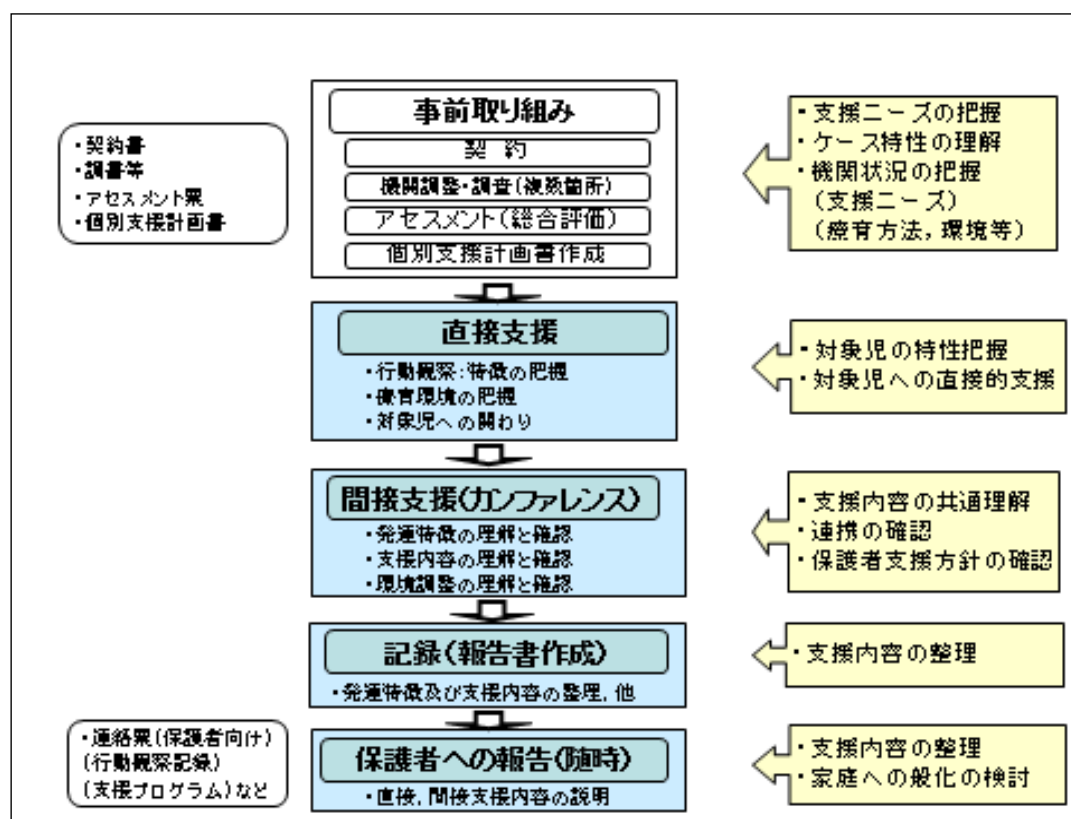 事前取り組み
契 約
機関調整・調査(複数箇所)
アセスメント(総合評価)
個別支援計画書作成
・契約書
・調書等
・アセスメント票
・個別支援計画書
・支援ニーズの把握
・ケース特性の理解
・機関状況の把握
(支援ニーズ)
(療育方法,環境等)
直接支援
・行動観察:特徴の把握
・療育環境の把握
・対象児への関わり
・対象児の特性把握
・対象児への直接的支援
間接支援(カンファレンス)
・発達特徴の理解と確認
・支援内容の理解と確認
・環境調整の理解と確認
・支援内容の共通理解
・連携の確認
・保護者支援方針の確認
記録(報告書作成)
・発達特徴及び支援内容の整理,他
・支援内容の整理
保護者への報告(随時)
・直接,間接支援内容の説明
・連絡票(保護者向け)
(行動観察記録)
(支援プログラム)など
・支援内容の整理
・家庭への般化の検討